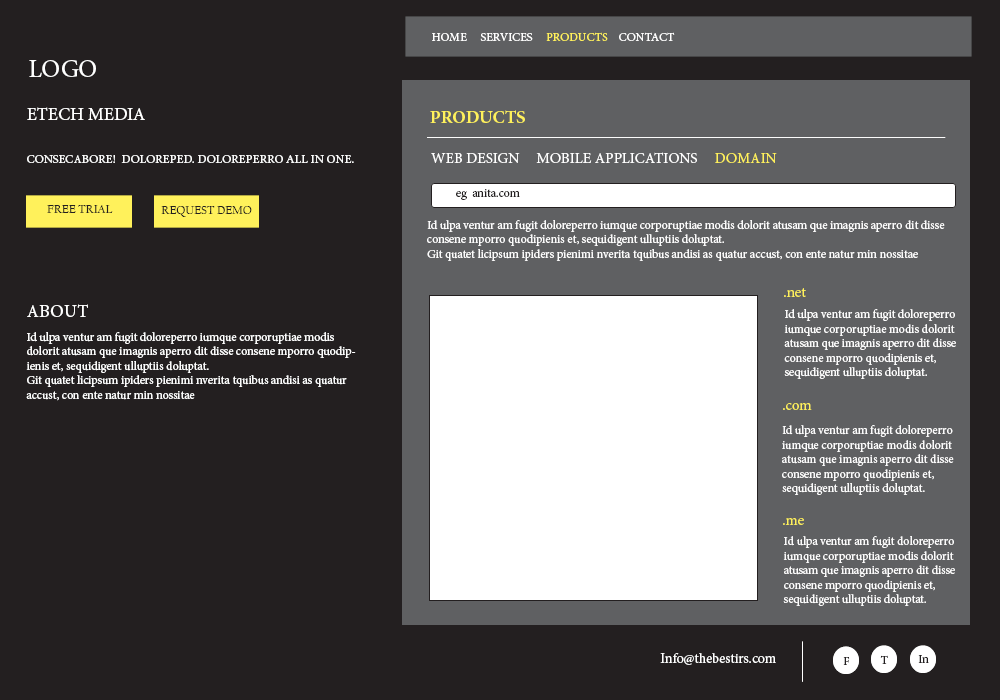 HOME SERVICES PRODUCTS CONTACT
LOGO
ETECH MEDIA
CONSECABORE! DOLOREPED. DOLOREPERRO ALL IN ONE.
FREE TRIAL REQUEST DEMO
ABOUT
Id ulpa ventur am fugit doloreperro iumque corporuptiae modis
dolorit atusam que imagnis aperro dit disse consene mporro quodip-
ienis et, sequidigent ulluptiis doluptat.
Git quatet licipsum ipiders pienimi nverita tquibus andisi as quatur
accust, con ente natur min nossitae
PRODUCTS
WEB DESIGN MOBILE APPLICATIONS DOMAIN
eg anita.com
Id ulpa ventur am fugit doloreperro iumque corporuptiae modis dolorit atusam que imagnis aperro dit disse
consene mporro quodipienis et, sequidigent ulluptiis doluptat.
Git quatet licipsum ipiders pienimi nverita tquibus andisi as quatur accust, con ente natur min nossitae
.net
Id ulpa ventur am fugit doloreperro
iumque corporuptiae modis dolorit
atusam que imagnis aperro dit disse
consene mporro quodipienis et,
sequidigent ulluptiis doluptat.
.com
Id ulpa ventur am fugit doloreperro
iumque corporuptiae modis dolorit
atusam que imagnis aperro dit disse
consene mporro quodipienis et,
sequidigent ulluptiis doluptat.
.me
Id ulpa ventur am fugit doloreperro
iumque corporuptiae modis dolorit
atusam que imagnis aperro dit disse
consene mporro quodipienis et,
sequidigent ulluptiis doluptat.
Info@thebestirs.com
F T In